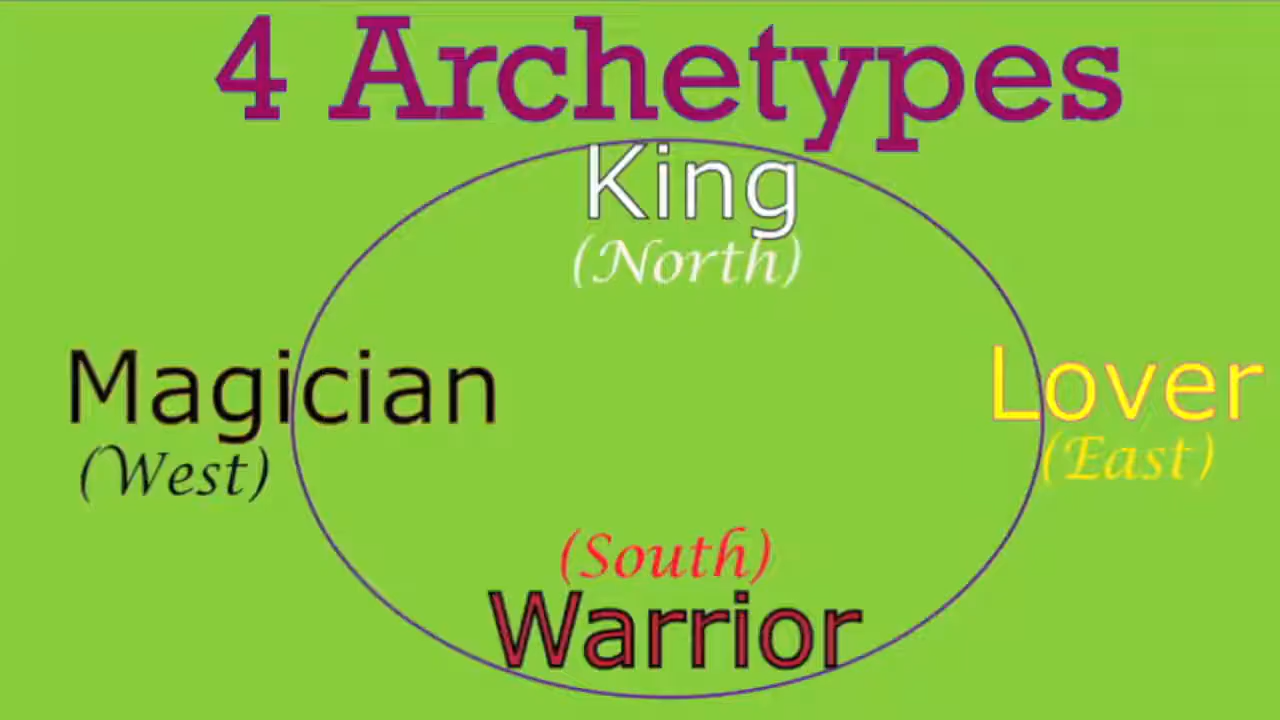 4 Archetypes
King
(North)
Magician
(West)
Lover
(East)
(South)
Warrior